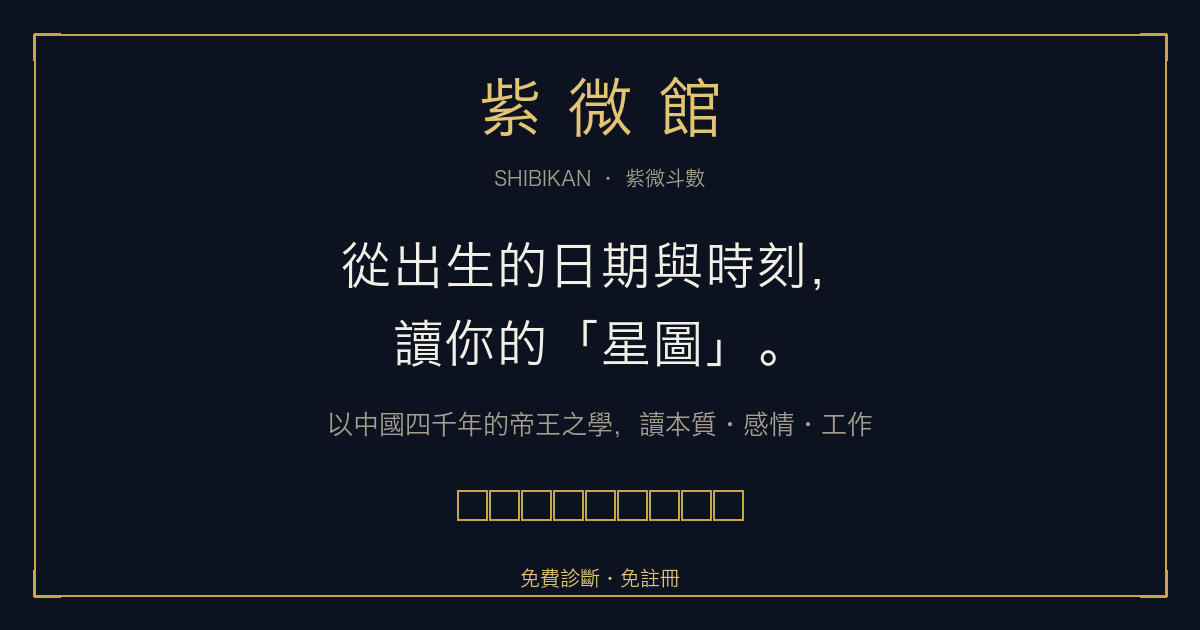 紫微館
SHIBIKAN · 紫微斗數
從出生的日期與時刻,
讀你的「星圖」。
以中國四千年的帝王之學, 讀本質·感情·工作
免費診斷·免註冊